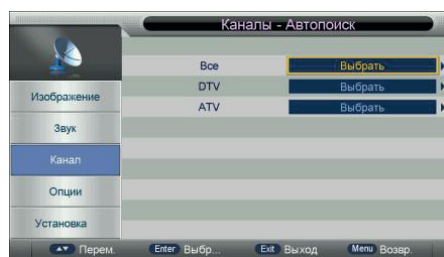 Каналы - Автопоиск
Все Выбрать
DTV Выбрать
ATV Выбрать
Изображение
Звук
Канал
Опции
Установка
Перем. Enter Выбр... Exit Выход Menu Возвр.